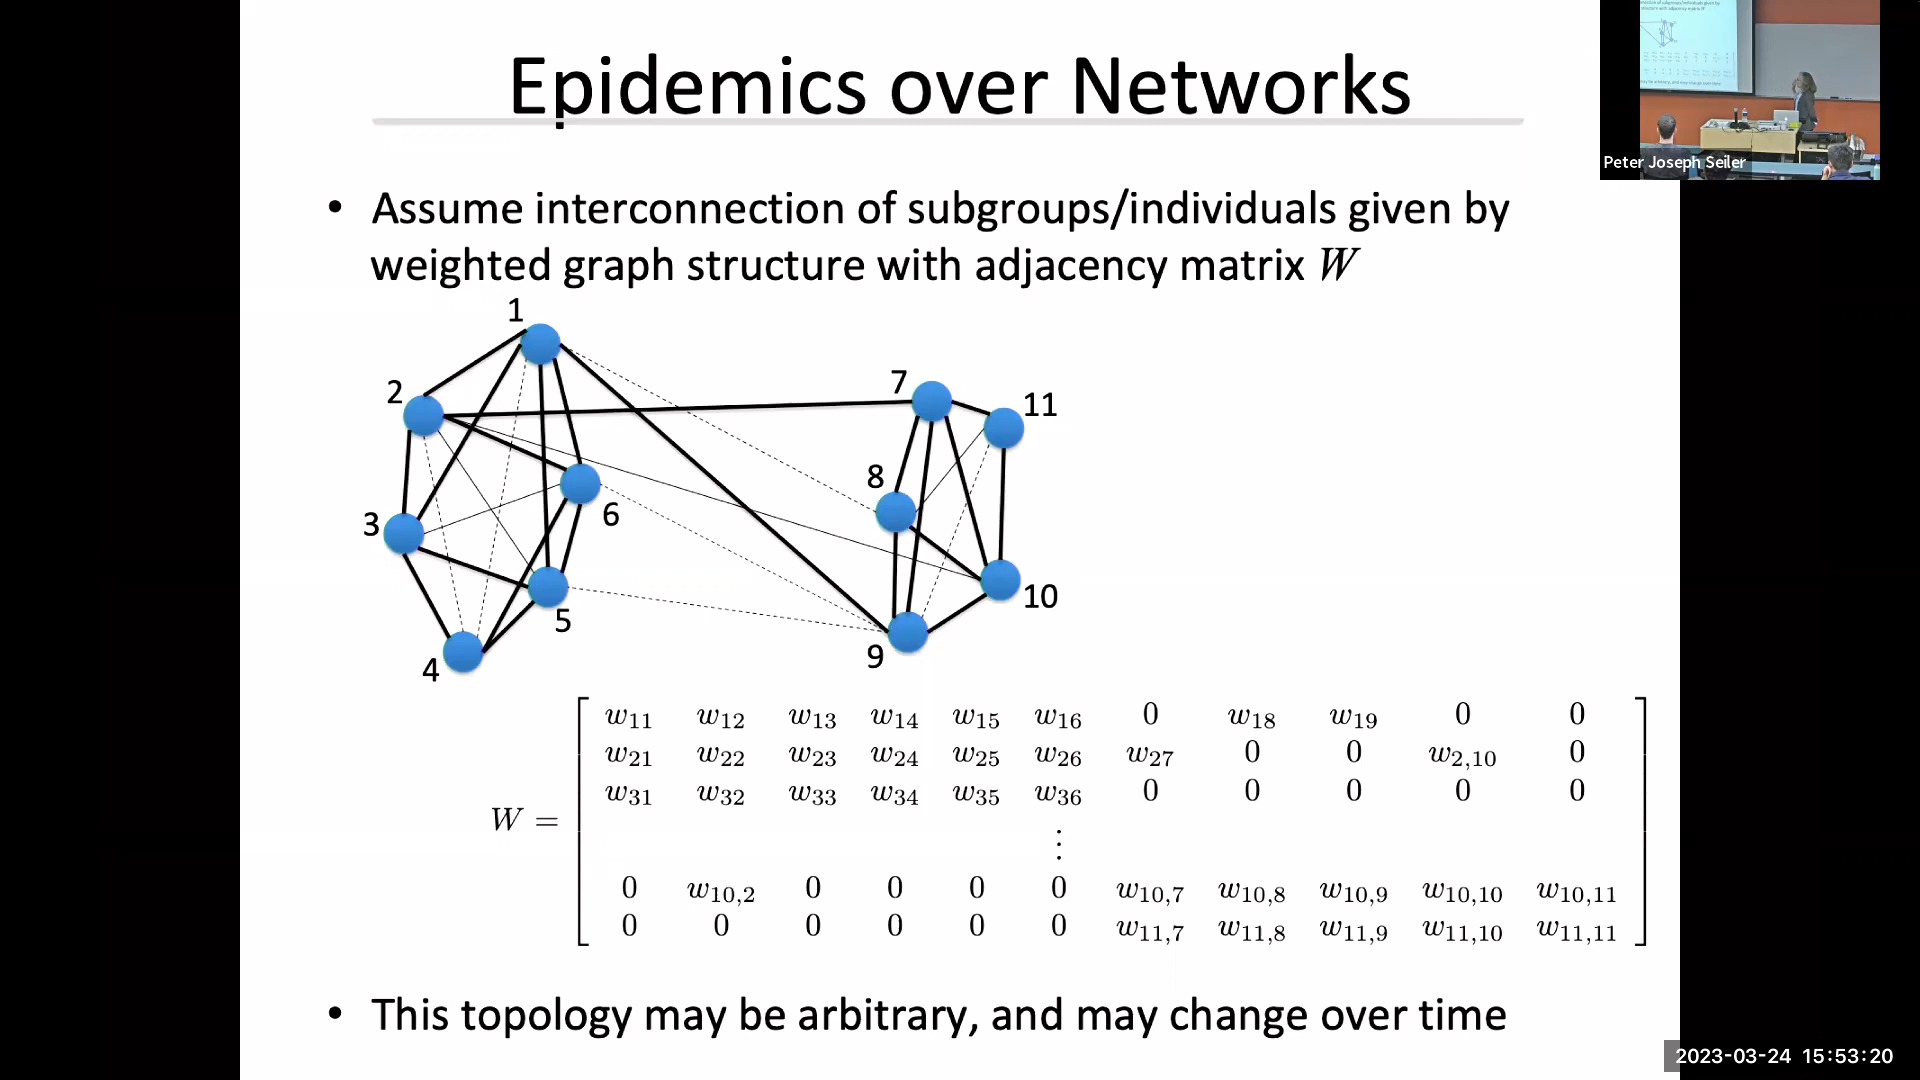 Epidemics over Networks
Peter Joseph Seiler
• Assume interconnection of subgroups/individuals given by
weighted graph structure with adjacency matrix W
1
2
3
4
5
6
7
8
9
10
11
W =
w11 w12 w13 w14 w15 w16 0 w18 w19 0 0
w21 w22 w23 w24 w25 w26 w27 0 0 w2,10 0
w31 w32 w33 w34 w35 w36 0 0 0 0 0
⋮
0 w10,2 0 0 0 0 w10,7 w10,8 w10,9 w10,10 w10,11
0 0 0 0 0 0 w11,7 w11,8 w11,9 w11,10 w11,11
• This topology may be arbitrary, and may change over time
2023-03-24 15:53:20